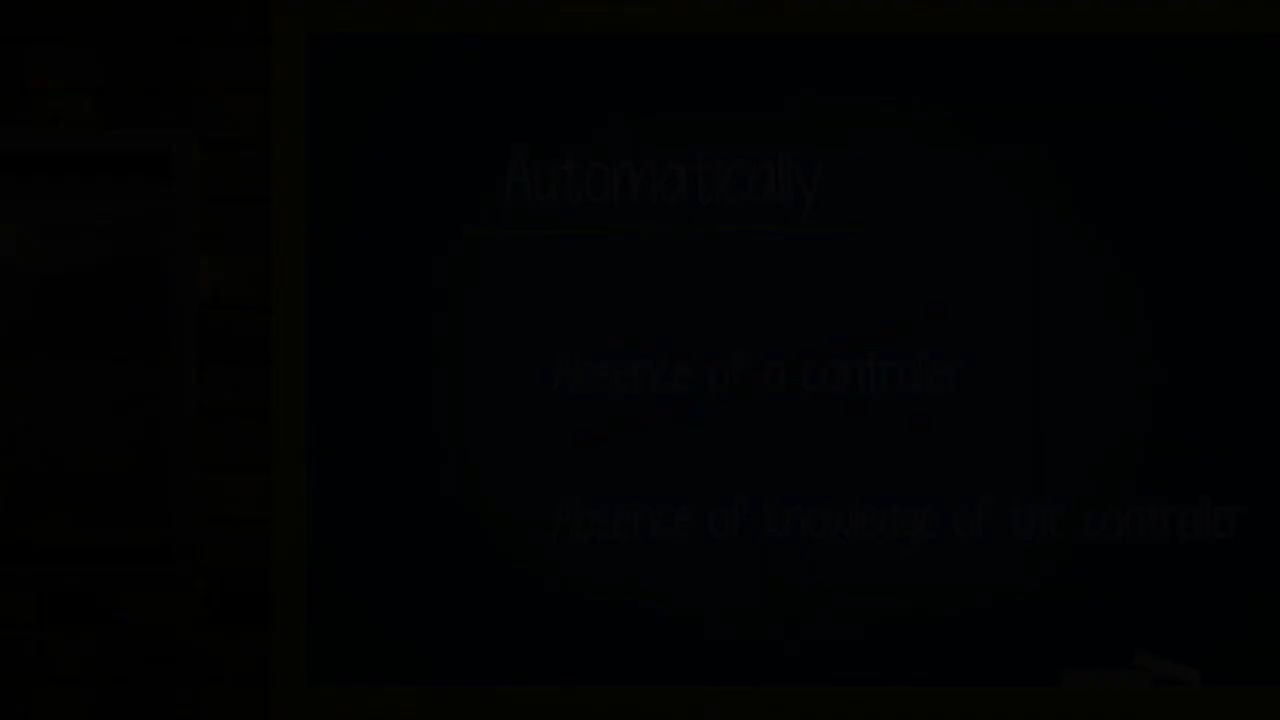 Automatically
Absence of a controller
Absence of knowledge of the controller